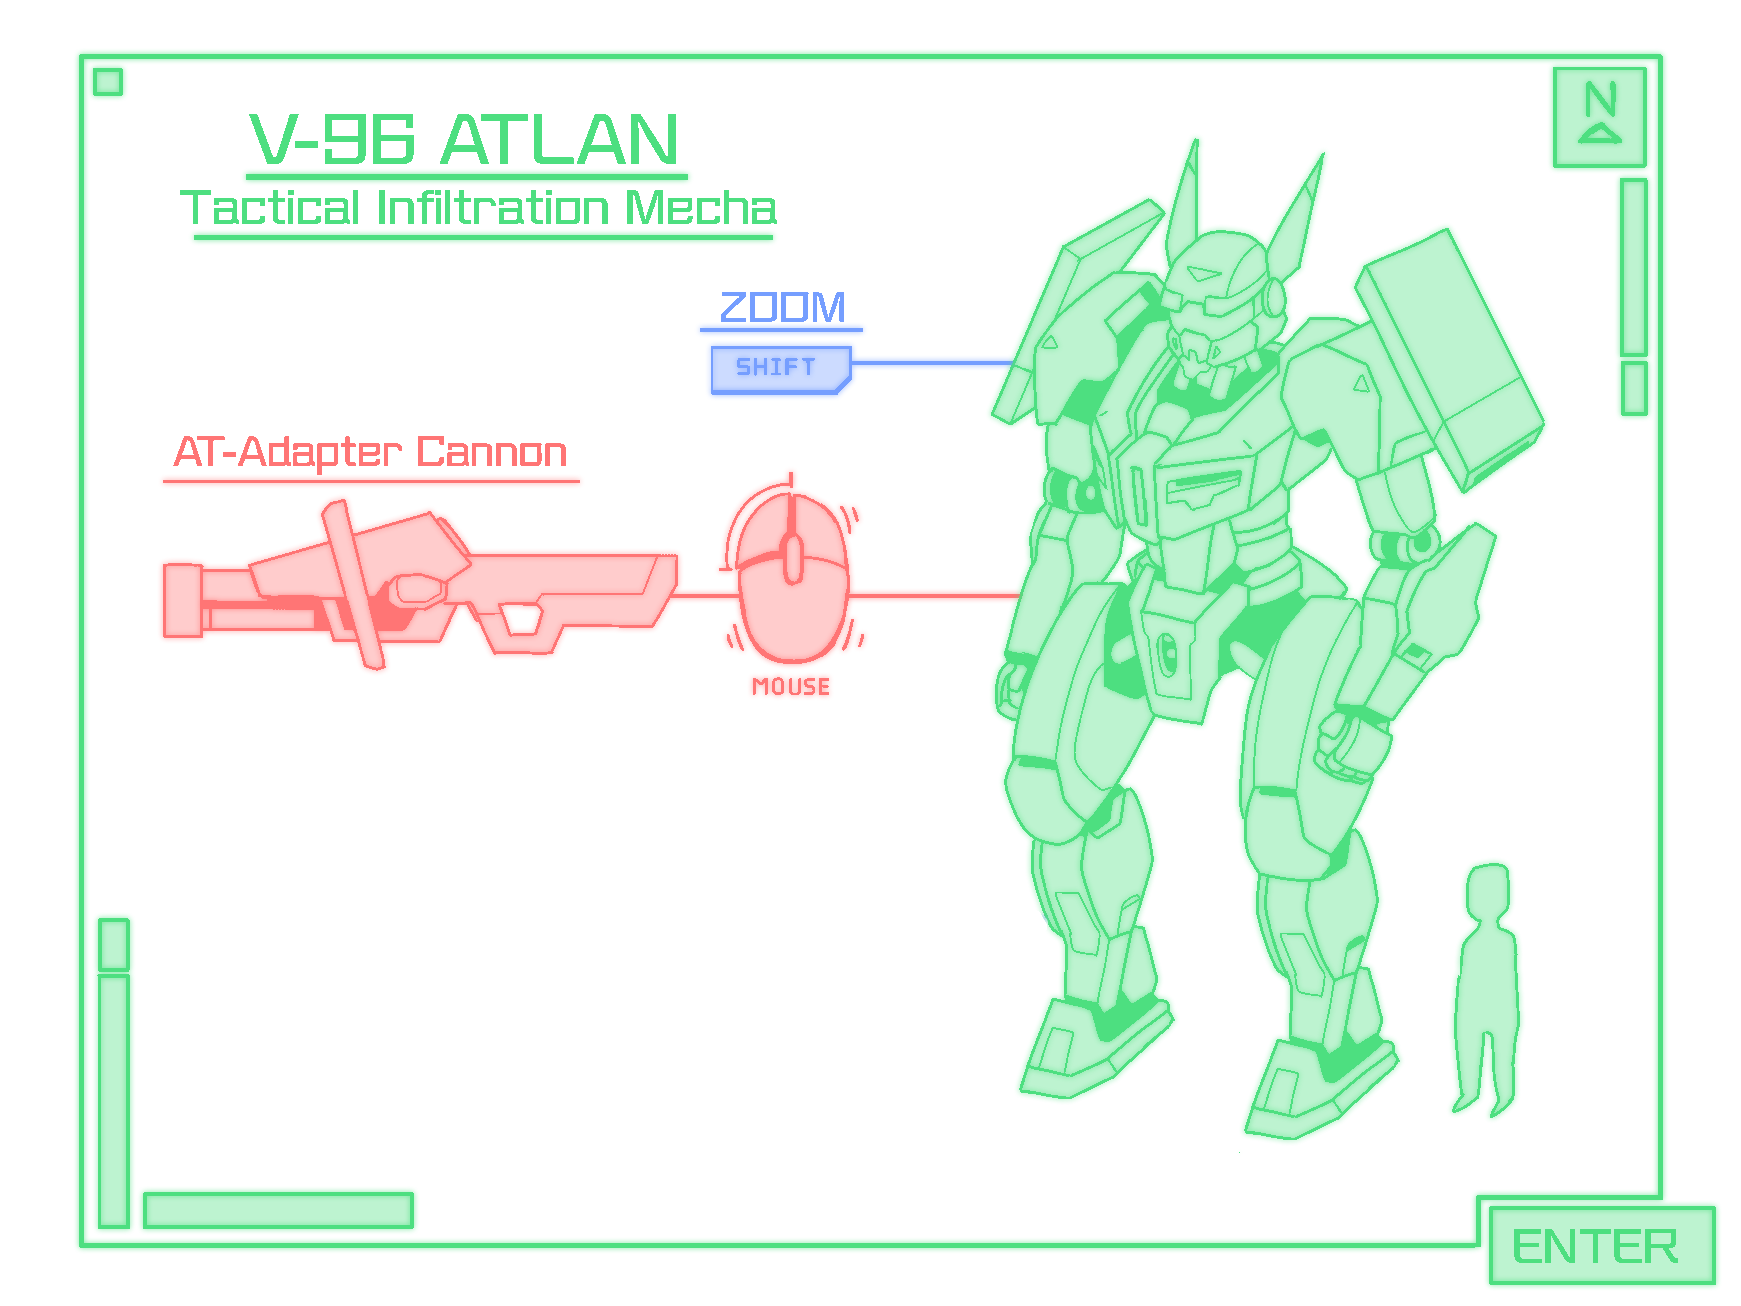 N
V-96 ATLAN
Tactical Infiltration Mecha
ZOOM
SHIFT
AT-Adapter Cannon
MOUSE
ENTER